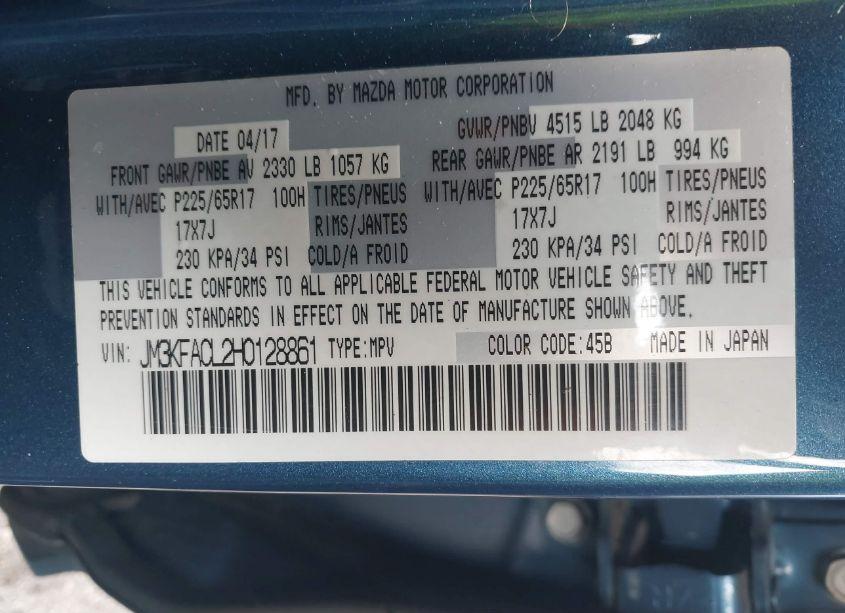 MFD. BY MAZDA MOTOR CORPORATION
DATE 04/17 GVWR/PNBV 4515 LB 2048 KG
FRONT GAWR/PNBE AV 2330 LB 1057 KG REAR GAWR/PNBE AR 2191 LB 994 KG
WITH/AVEC P225/65R17 100H TIRES/PNEUS WITH/AVEC P225/65R17 100H TIRES/PNEUS
17X7J RIMS/JANTES 17X7J RIMS/JANTES
230 KPA/34 PSI COLD/A FROID 230 KPA/34 PSI COLD/A FROID
THIS VEHICLE CONFORMS TO ALL APPLICABLE FEDERAL MOTOR VEHICLE SAFETY AND THEFT
PREVENTION STANDARDS IN EFFECT ON THE DATE OF MANUFACTURE SHOWN ABOVE.
VIN: JM3KFACL2H0128861 TYPE:MPV COLOR CODE:45B MADE IN JAPAN